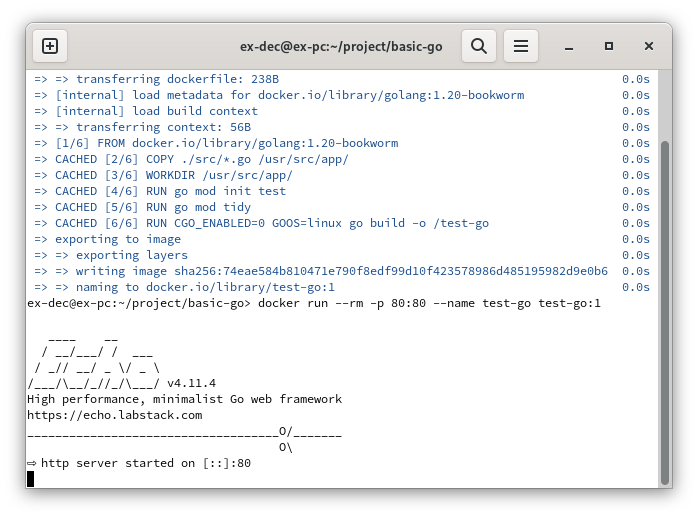 ex-dec@ex-pc:~/project/basic-go
=> => transferring dockerfile: 238B 0.0s
=> [internal] load metadata for docker.io/library/golang:1.20-bookworm 0.0s
=> [internal] load build context 0.0s
=> => transferring context: 56B 0.0s
=> [1/6] FROM docker.io/library/golang:1.20-bookworm 0.0s
=> CACHED [2/6] COPY ./src/*.go /usr/src/app/ 0.0s
=> CACHED [3/6] WORKDIR /usr/src/app/ 0.0s
=> CACHED [4/6] RUN go mod init test 0.0s
=> CACHED [5/6] RUN go mod tidy 0.0s
=> CACHED [6/6] RUN CGO_ENABLED=0 GOOS=linux go build -o /test-go 0.0s
=> exporting to image 0.0s
=> => exporting layers 0.0s
=> => writing image sha256:74eae584b810471e790f8edf99d10f423578986d485195982d9e0b6 0.0s
=> => naming to docker.io/library/test-go:1 0.0s
ex-dec@ex-pc:~/project/basic-go> docker run --rm -p 80:80 --name test-go test-go:1
   ____    __
  / __/___/ /  ___
 / _// __/ _ \/ _ \
/___/\__/_//_/\___/ v4.11.4
High performance, minimalist Go web framework
https://echo.labstack.com
____________________________________O/_______
                                    O\
⇨ http server started on [::]:80